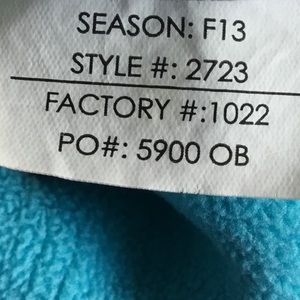 SEASON: F13
STYLE #: 2723
FACTORY #:1022
PO#: 5900 OB